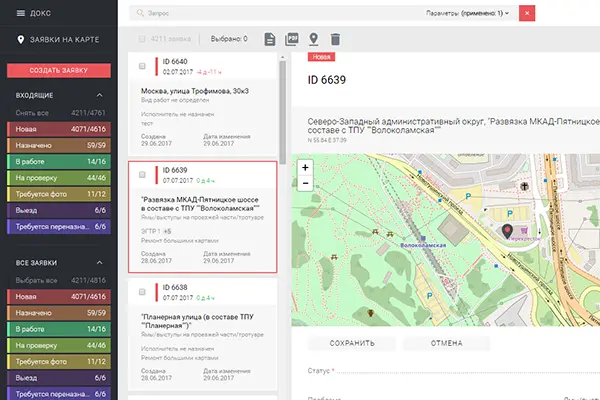 ДОКС
ЗАЯВКИ НА КАРТЕ
СОЗДАТЬ ЗАЯВКУ
ВХОДЯЩИЕ
Снять все 4211/4761
Новая 4071/4616
Назначено 59/59
В работе 14/16
На проверку 44/46
Требуется фото 11/12
Выезд 6/6
Требуется переназна... 6/6
ВСЕ ЗАЯВКИ
Выбрать все 4211/4816
Новая 4071/4616
Назначено 59/59
В работе 14/16
На проверку 44/46
Требуется фото 11/12
Выезд 6/6
Требуется переназна... 6/6
Запрос
Параметры (применено: 1)
4211 заявка Выбрано: 0
ID 6640
02.07.2017 -4 д -11 ч
Москва, улица Трофимова, 30к3
Вид работ не определен
Исполнитель не назначен
тест
Создана Дата изменения
29.06.2017 29.06.2017
ID 6639
07.07.2017 0 д 4 ч
"Развязка МКАД-Пятницкое шоссе
в составе с ТПУ ""Волоколамская"""
Ямы/выступы на проезжей части/тротуаре
ЭГТР 1 +5
Ремонт большими картами
Создана Дата изменения
28.06.2017 29.06.2017
ID 6638
07.07.2017 0 д 4 ч
"Планерная улица (в составе ТПУ
""Планерная"")"
Ямы/выступы на проезжей части/тротуаре
Исполнитель не назначен
Ремонт большими картами
Создана Дата изменения
28.06.2017 29.06.2017
Новая
ID 6639
Северо-Западный административный округ, "Развязка МКАД-Пятницкое
составе с ТПУ ""Волоколамская"""
N 55.84 E 37.09
+
−
Волоколамская
Перекресток
P
СОХРАНИТЬ ОТМЕНА
Статус *